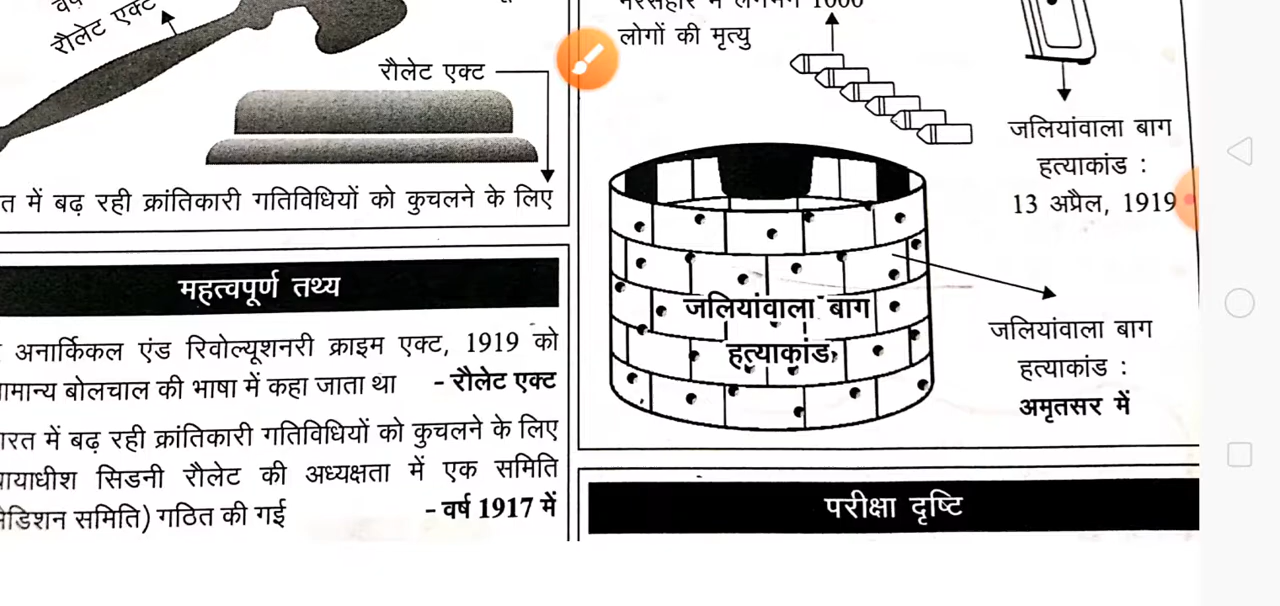 रौलेट एक्ट
रौलेट एक्ट
त में बढ़ रही क्रांतिकारी गतिविधियों को कुचलने के लिए
महत्वपूर्ण तथ्य
अनार्किकल एंड रिवोल्यूशनरी क्राइम एक्ट, 1919 को
बोलचाल की भाषा में कहा जाता था - रौलेट एक्ट
में बढ़ रही क्रांतिकारी गतिविधियों को कुचलने के लिए
सिडनी रौलेट की अध्यक्षता में एक समिति
समिति) गठित की गई - वर्ष 1917 में
1000
लोगों की मृत्यु
जलियांवाला बाग
हत्याकांड :
13 अप्रैल, 1919
जलियांवाला बाग
हत्याकांड
जलियांवाला बाग
हत्याकांड :
अमृतसर में
परीक्षा दृष्टि